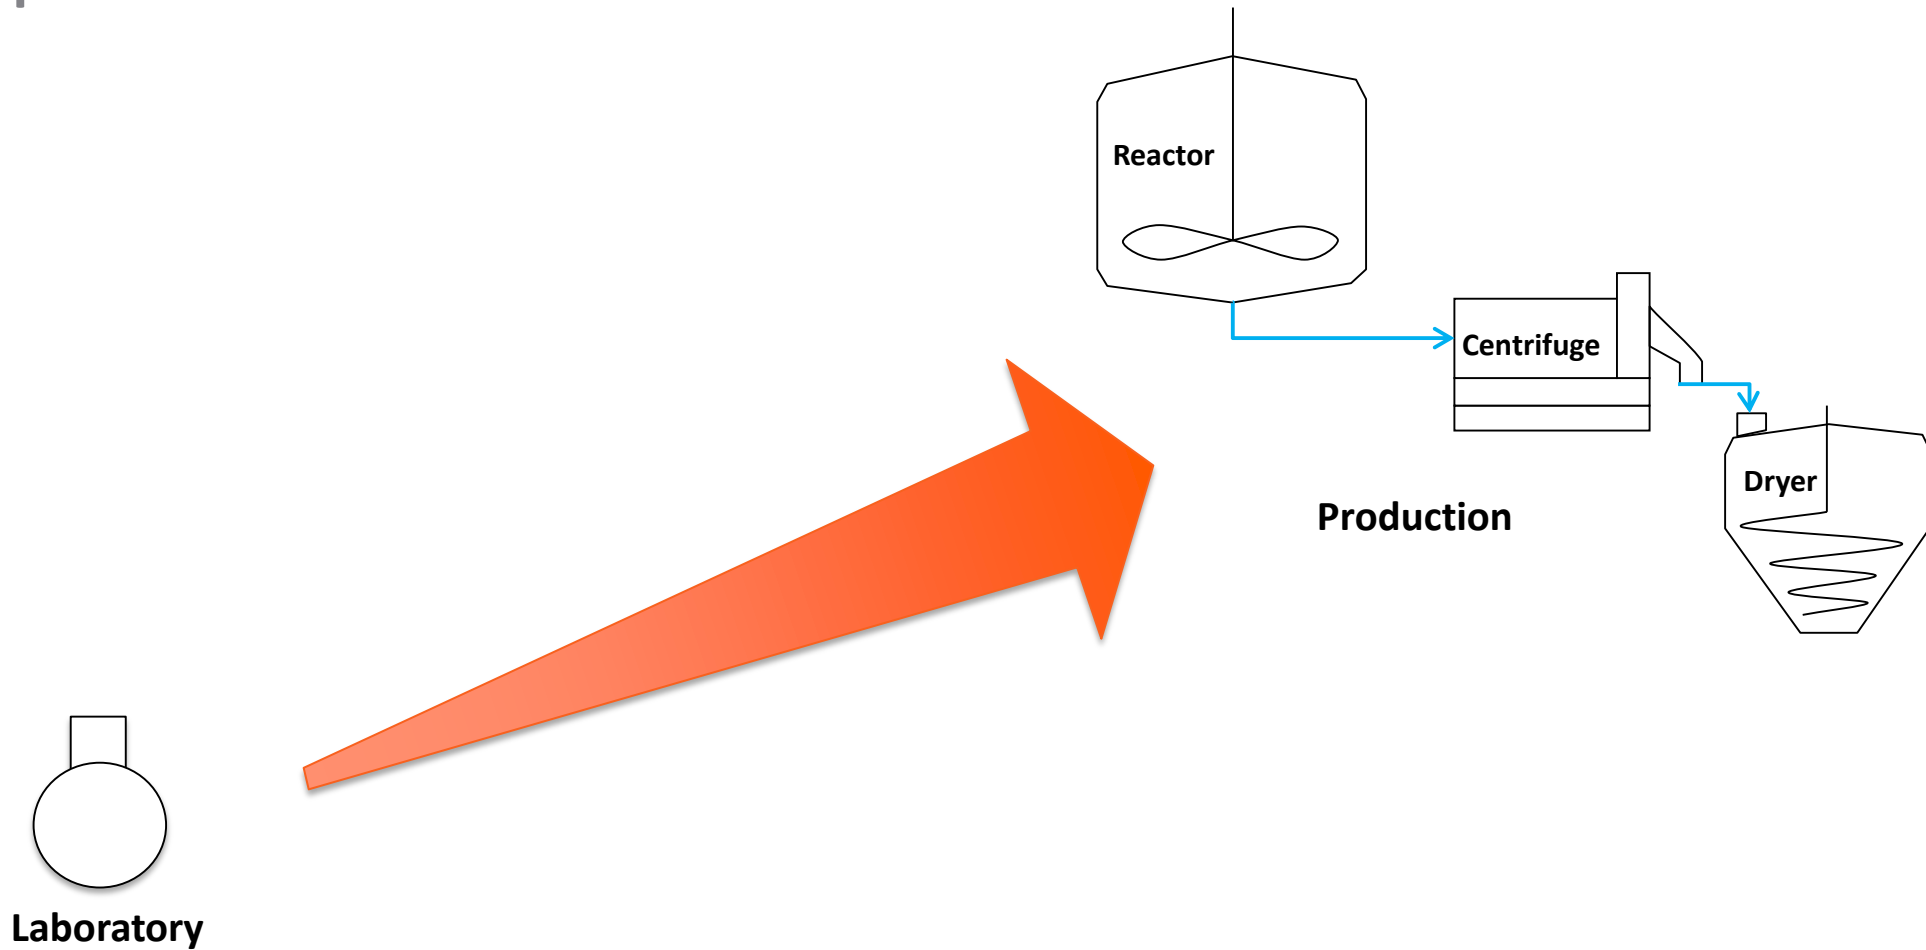 Reactor
Centrifuge
Dryer
Production
Laboratory